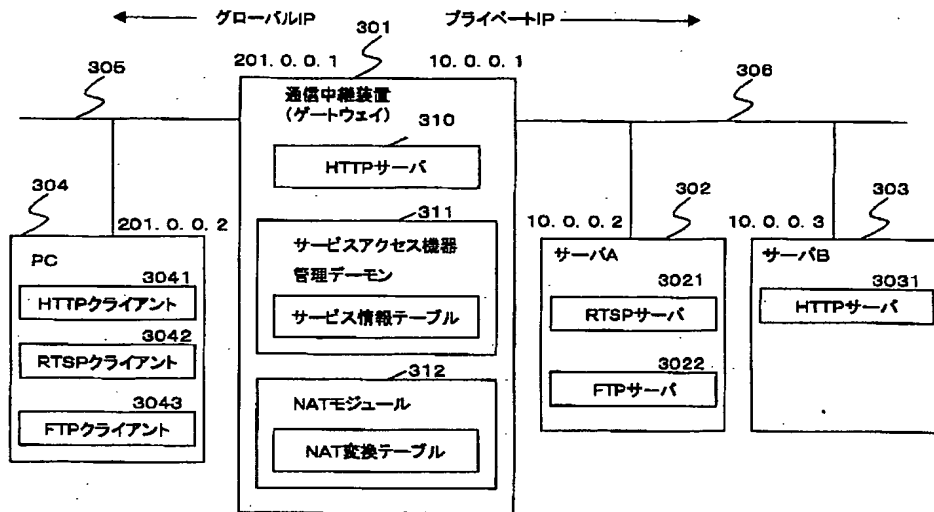 グローバルIP
プライベートIP
301
201. 0. 0. 1
10. 0. 0. 1
305
306
通信中継装置
(ゲートウェイ)
310
HTTPサーバ
304
201. 0. 0. 2
PC
3041
HTTPクライアント
3042
RTSPクライアント
3043
FTPクライアント
311
サービスアクセス機器
管理デーモン
サービス情報テーブル
312
NATモジュール
NAT変換テーブル
302
10. 0. 0. 2
サーバA
3021
RTSPサーバ
3022
FTPサーバ
303
10. 0. 0. 3
サーバB
3031
HTTPサーバ